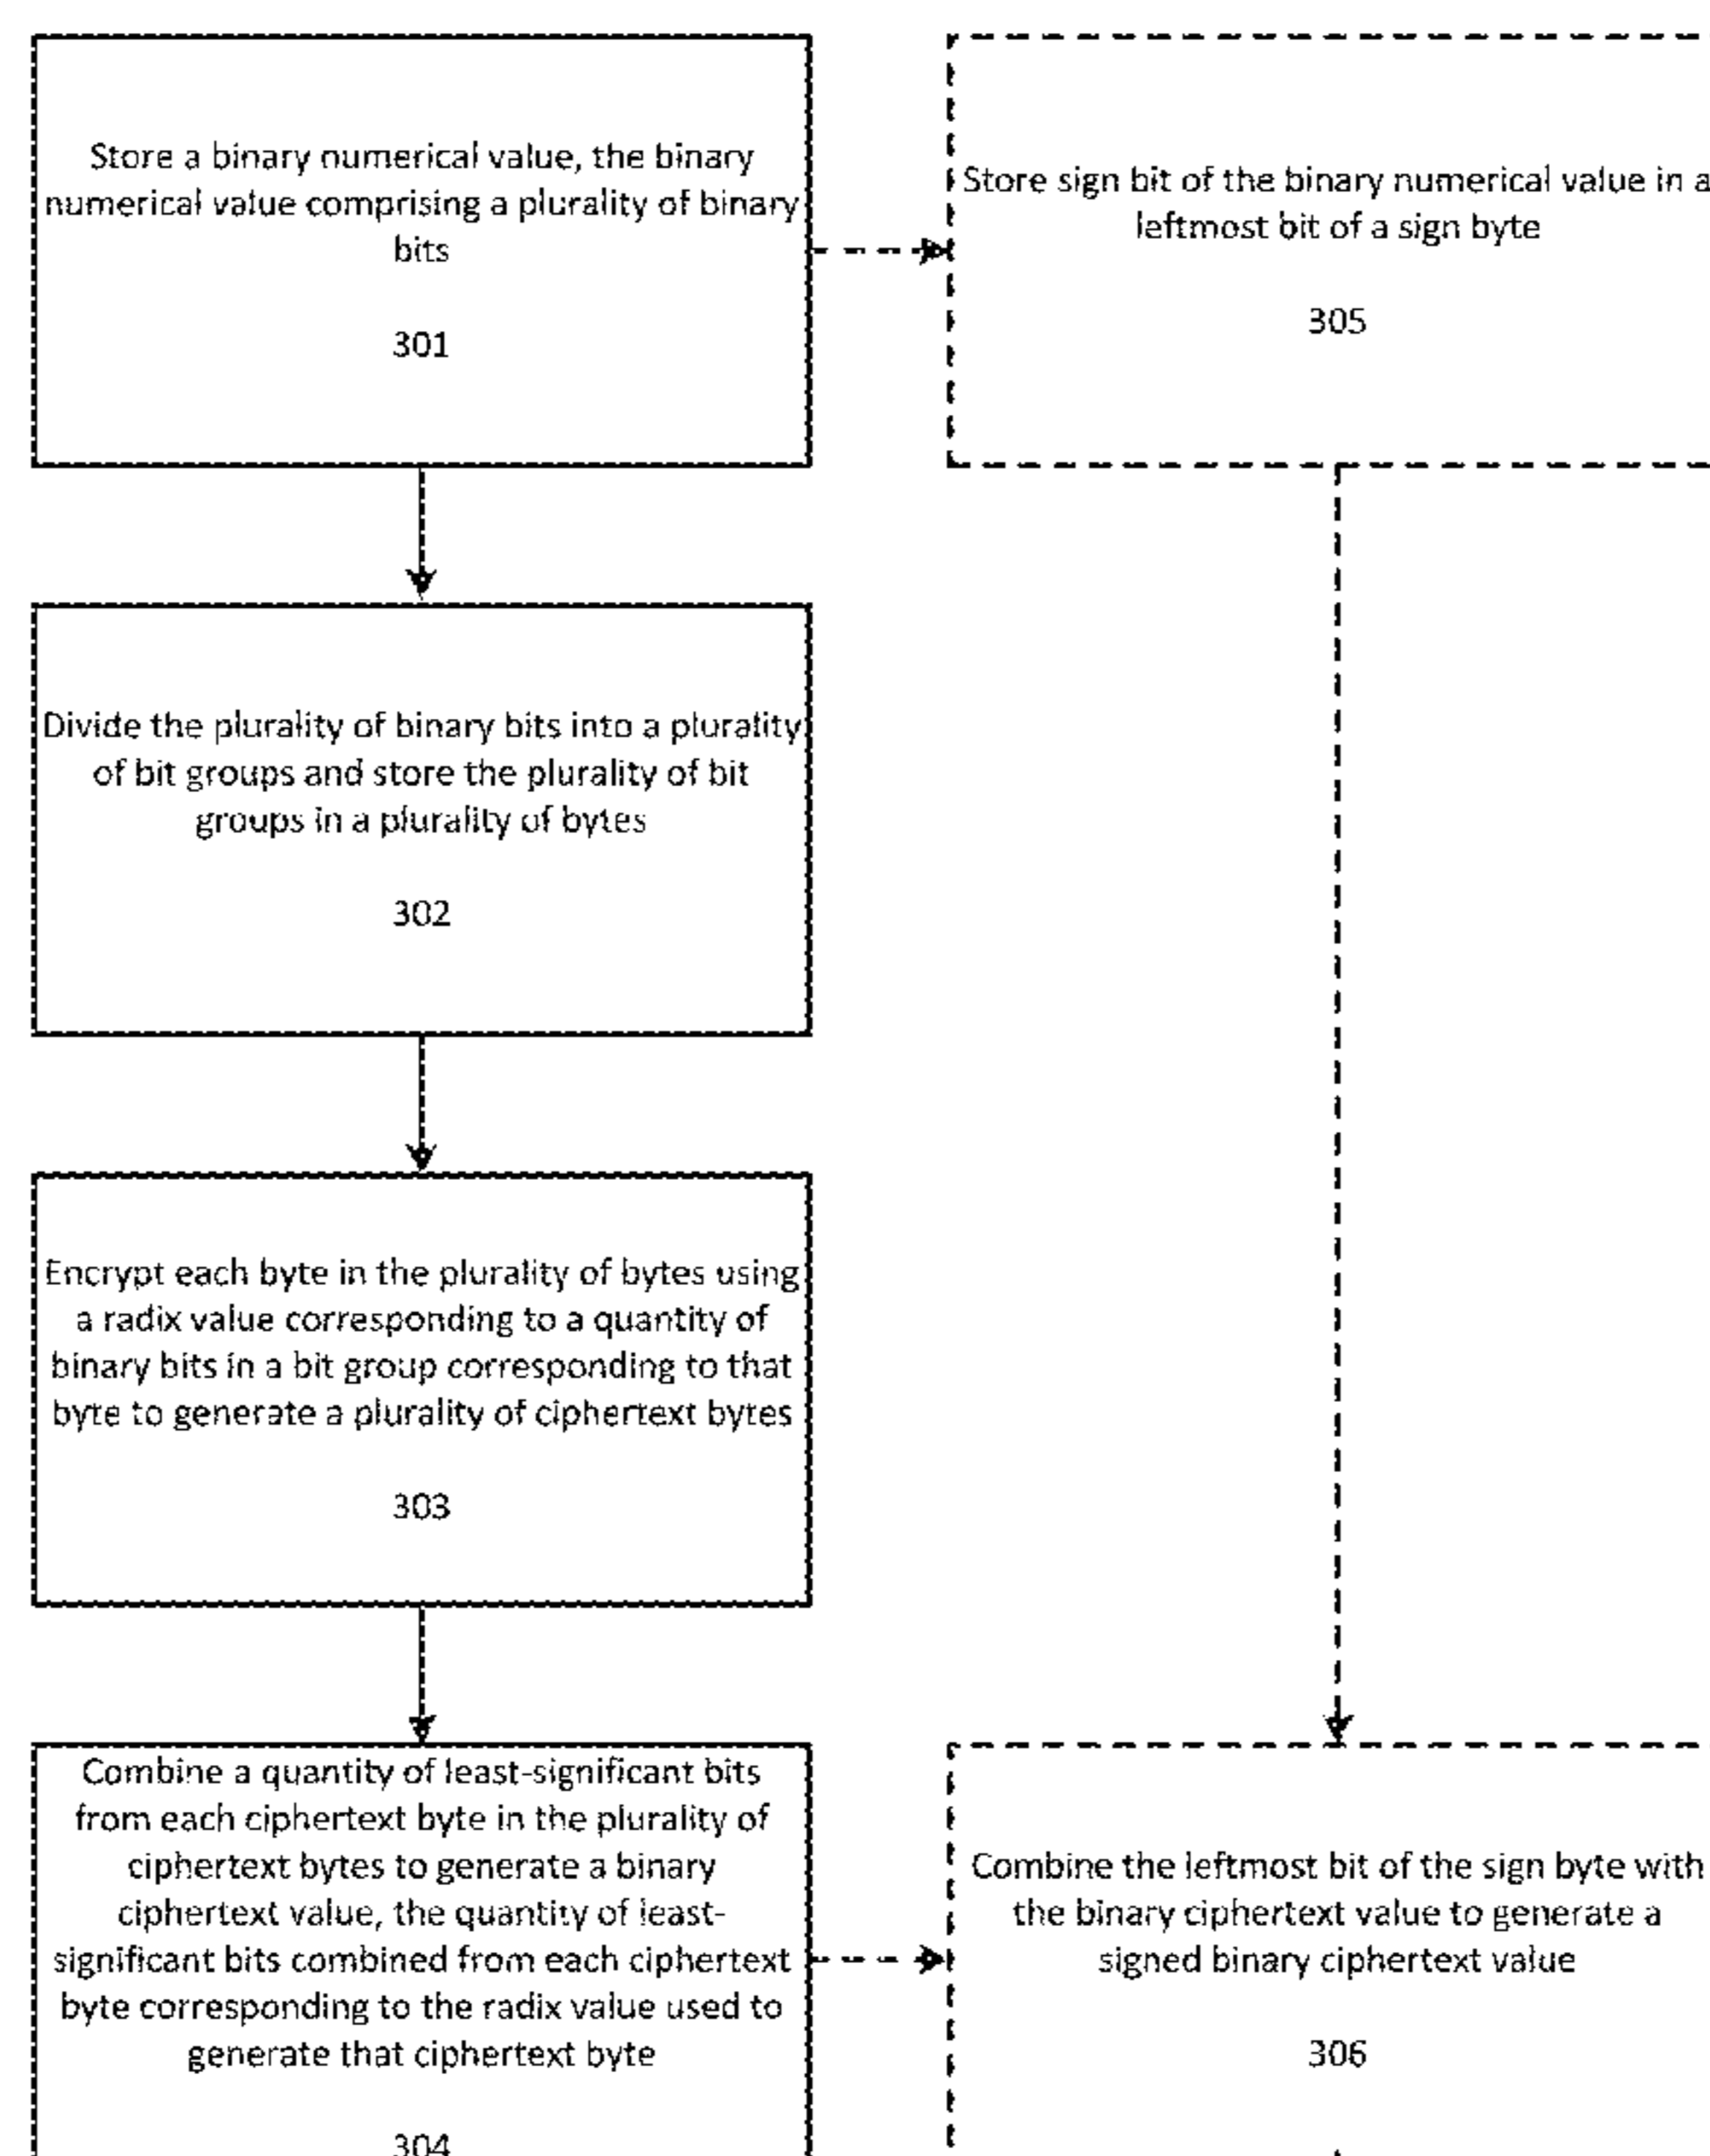 Store a binary numerical value, the binary
numerical value comprising a plurality of binary
bits
301
Store sign bit of the binary numerical value in a
leftmost bit of a sign byte
305
Divide the plurality of binary bits into a plurality
of bit groups and store the plurality of bit
groups in a plurality of bytes
302
Encrypt each byte in the plurality of bytes using
a radix value corresponding to a quantity of
binary bits in a bit group corresponding to that
byte to generate a plurality of ciphertext bytes
303
Combine a quantity of least-significant bits
from each ciphertext byte in the plurality of
ciphertext bytes to generate a binary
ciphertext value, the quantity of least-
significant bits combined from each ciphertext
byte corresponding to the radix value used to
generate that ciphertext byte
304
Combine the leftmost bit of the sign byte with
the binary ciphertext value to generate a
signed binary ciphertext value
306